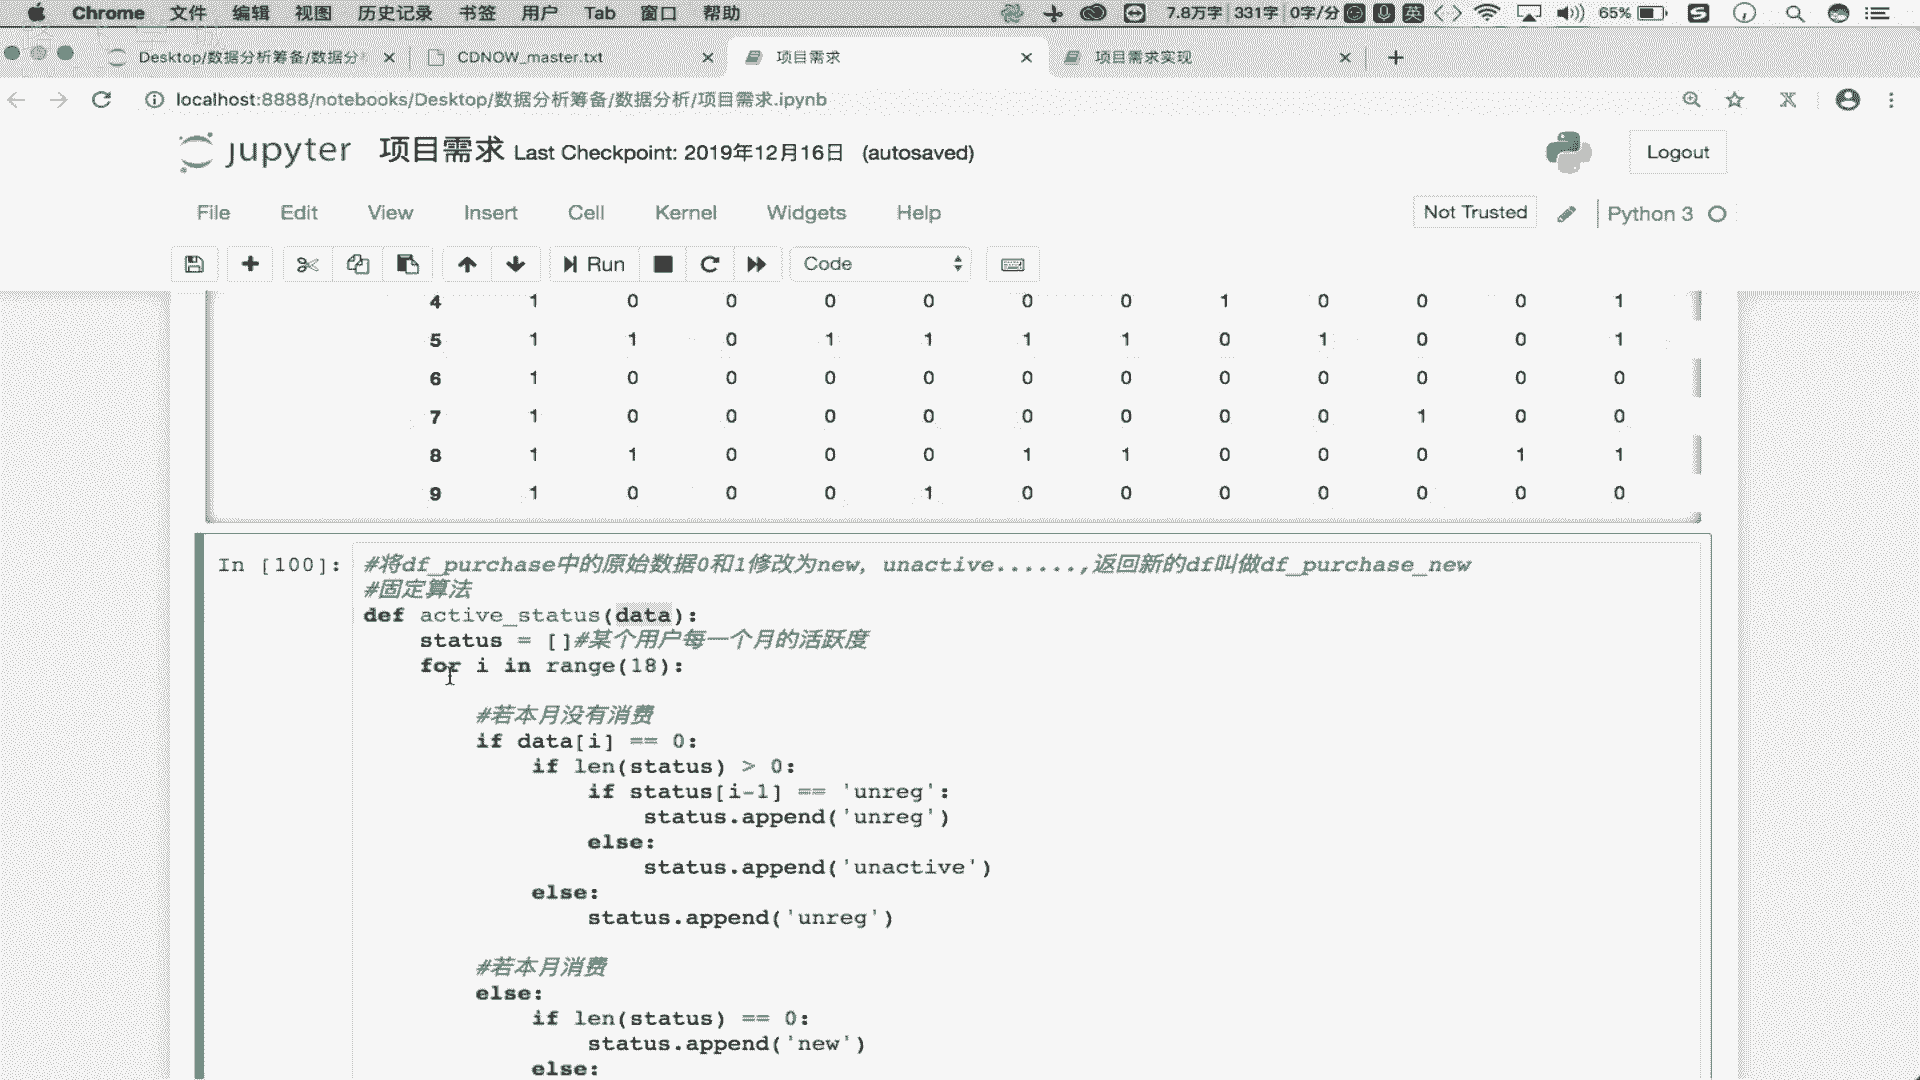 Chrome 文件 编辑 视图 历史记录 书签 用户 Tab 窗口 帮助 7.8万字 331字 0字/分 英 65%
Desktop/数据分析筹备/数据分 CDNOW_master.txt 项目需求 项目需求实现
localhost:8888/notebooks/Desktop/数据分析筹备/数据分析/项目需求.ipynb
jupyter 项目需求 Last Checkpoint: 2019年12月16日 (autosaved) Logout
File Edit View Insert Cell Kernel Widgets Help Not Trusted Python 3
Run Code
4 1 0 0 0 0 0 0 1 0 0 0 1
5 1 1 0 1 1 1 1 0 1 0 0 1
6 1 0 0 0 0 0 0 0 0 0 0 0
7 1 0 0 0 0 0 0 0 0 1 0 0
8 1 1 0 0 0 1 1 0 0 0 1 1
9 1 0 0 0 1 0 0 0 0 0 0 0
In [100]: #将df_purchase中的原始数据0和1修改为new, unactive......,返回新的df叫做df_purchase_new
#固定算法
def active_status(data):
status = []#某个用户每一个月的活跃度
for i in range(18):
#若本月没有消费
if data[i] == 0:
if len(status) > 0:
if status[i-1] == 'unreg':
status.append('unreg')
else:
status.append('unactive')
else:
status.append('unreg')
#若本月消费
else:
if len(status) == 0:
status.append('new')
else: